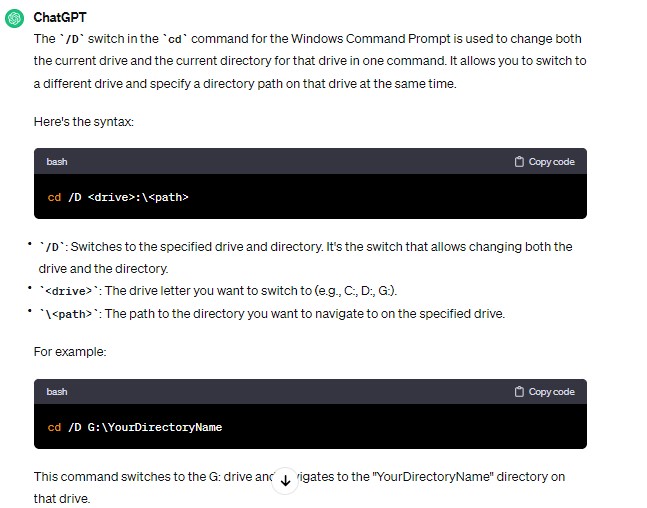 ChatGPT
The `/D` switch in the `cd` command for the Windows Command Prompt is used to change both
the current drive and the current directory for that drive in one command. It allows you to switch to
a different drive and specify a directory path on that drive at the same time.
Here's the syntax:
bash
Copy code
cd /D <drive>:\<path>
• `/D`: Switches to the specified drive and directory. It's the switch that allows changing both the
drive and the directory.
• `<drive>`: The drive letter you want to switch to (e.g., C:, D:, G:).
• `\<path>`: The path to the directory you want to navigate to on the specified drive.
For example:
bash
Copy code
cd /D G:\YourDirectoryName
This command switches to the G: drive and to the "YourDirectoryName" directory on
that drive.